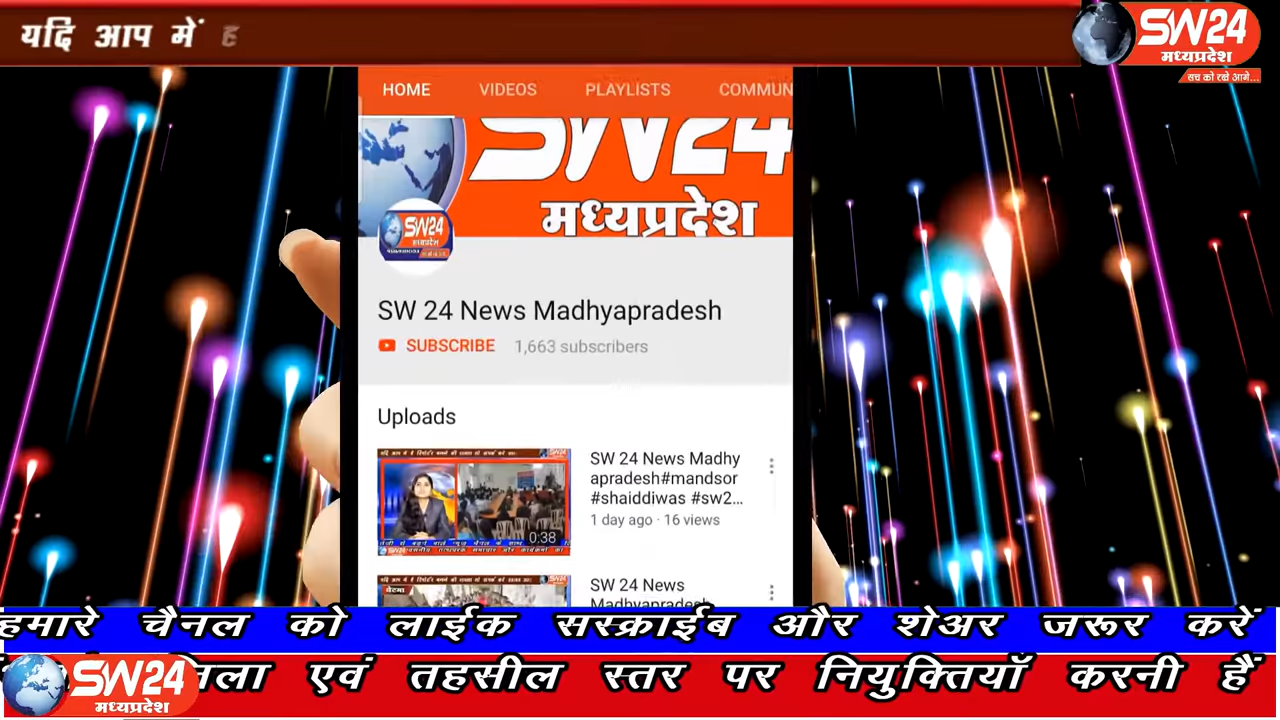 यदि आप में ह
SW24
मध्यप्रदेश
सच को रखे आगे...
HOME VIDEOS PLAYLISTS COMMUN
SW24
मध्यप्रदेश
SW24
SW 24 News Madhyapradesh
SUBSCRIBE 1,663 subscribers
Uploads
SW 24 News Madhy
apradesh#mandsor
#shaiddiwas #sw2...
1 day ago · 16 views
0:38
SW 24 News
Madhyapradesh
हमारे चैनल को लाईक सस्क्राईब और शेअर जरूर करें
जिला एवं तहसील स्तर पर नियुक्तियाँ करनी हैं
SW24
मध्यप्रदेश